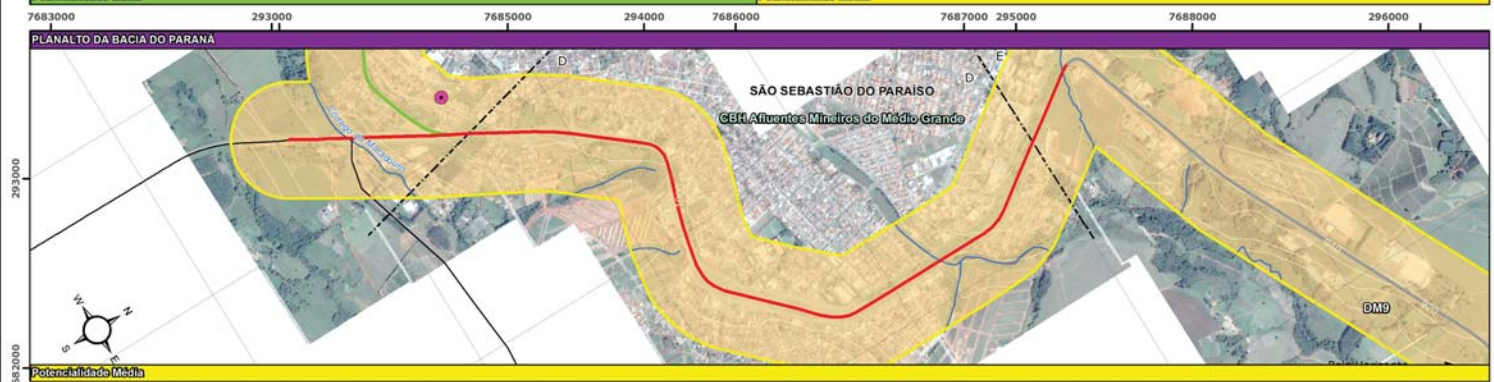 7683000 293000 7685000 294000 7686000 7687000 295000 7688000 296000
PLANALTO DA BACIA DO PARANÁ
D
E
D
SÃO SEBASTIÃO DO PARAÍSO
CBH Afluentes Mineiros do Médio Grande
293000
W
N
S
E
DM9
Potencialidade Média